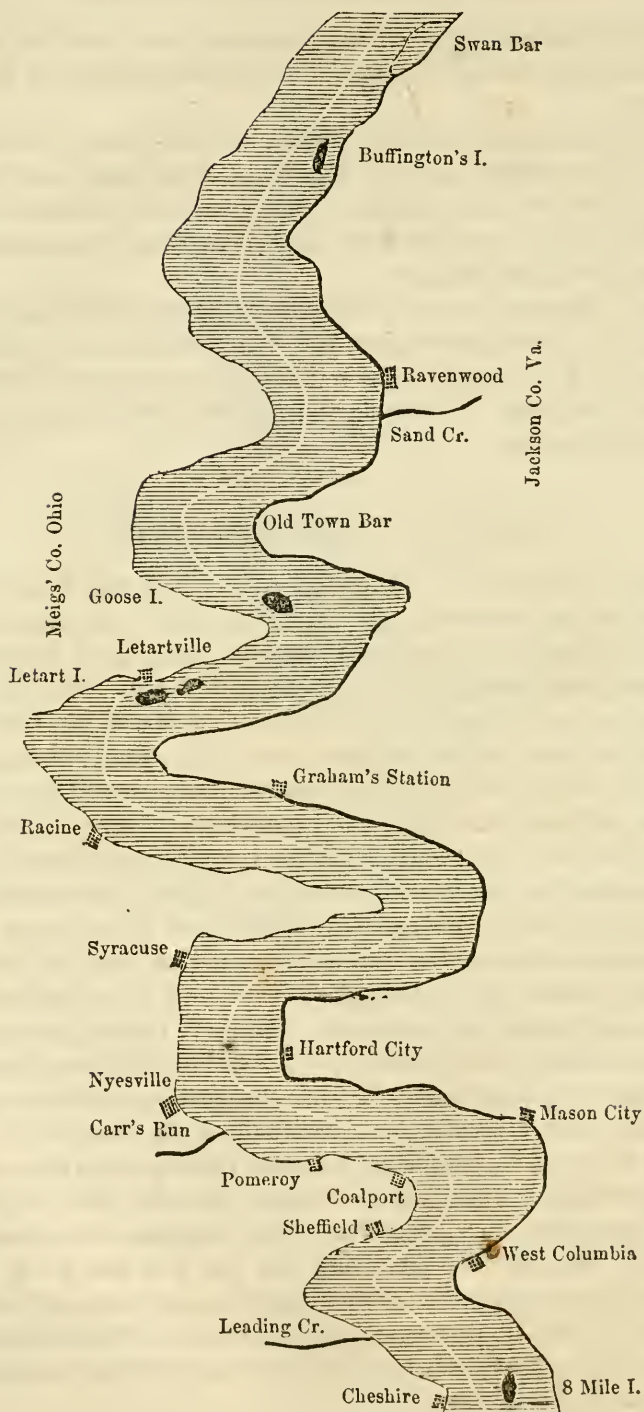 Swan Bar
Buffington's I.
Ravenwood
Jackson Co. Va.
Sand Cr.
Old Town Bar
Meigs' Co. Ohio
Goose I.
Letartville
Letart I.
Graham's Station
Racine
Syracuse
Hartford City
Nyesville
Mason City
Carr's Run
Pomeroy
Coalport
Sheffield
West Columbia
Leading Cr.
8 Mile I.
Cheshire